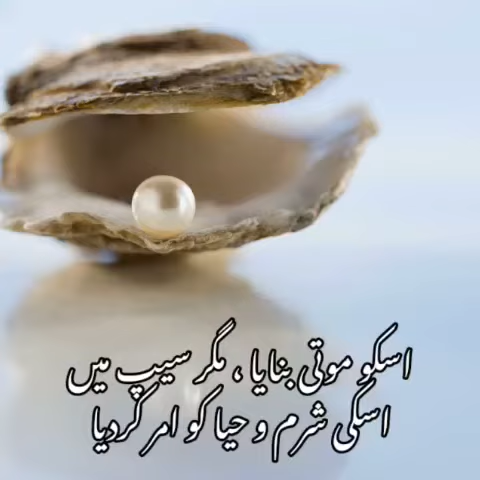 اسکو موتی بنایا ، مگر سیپ میں
اسکی شرم و حیا کو امر کردیا